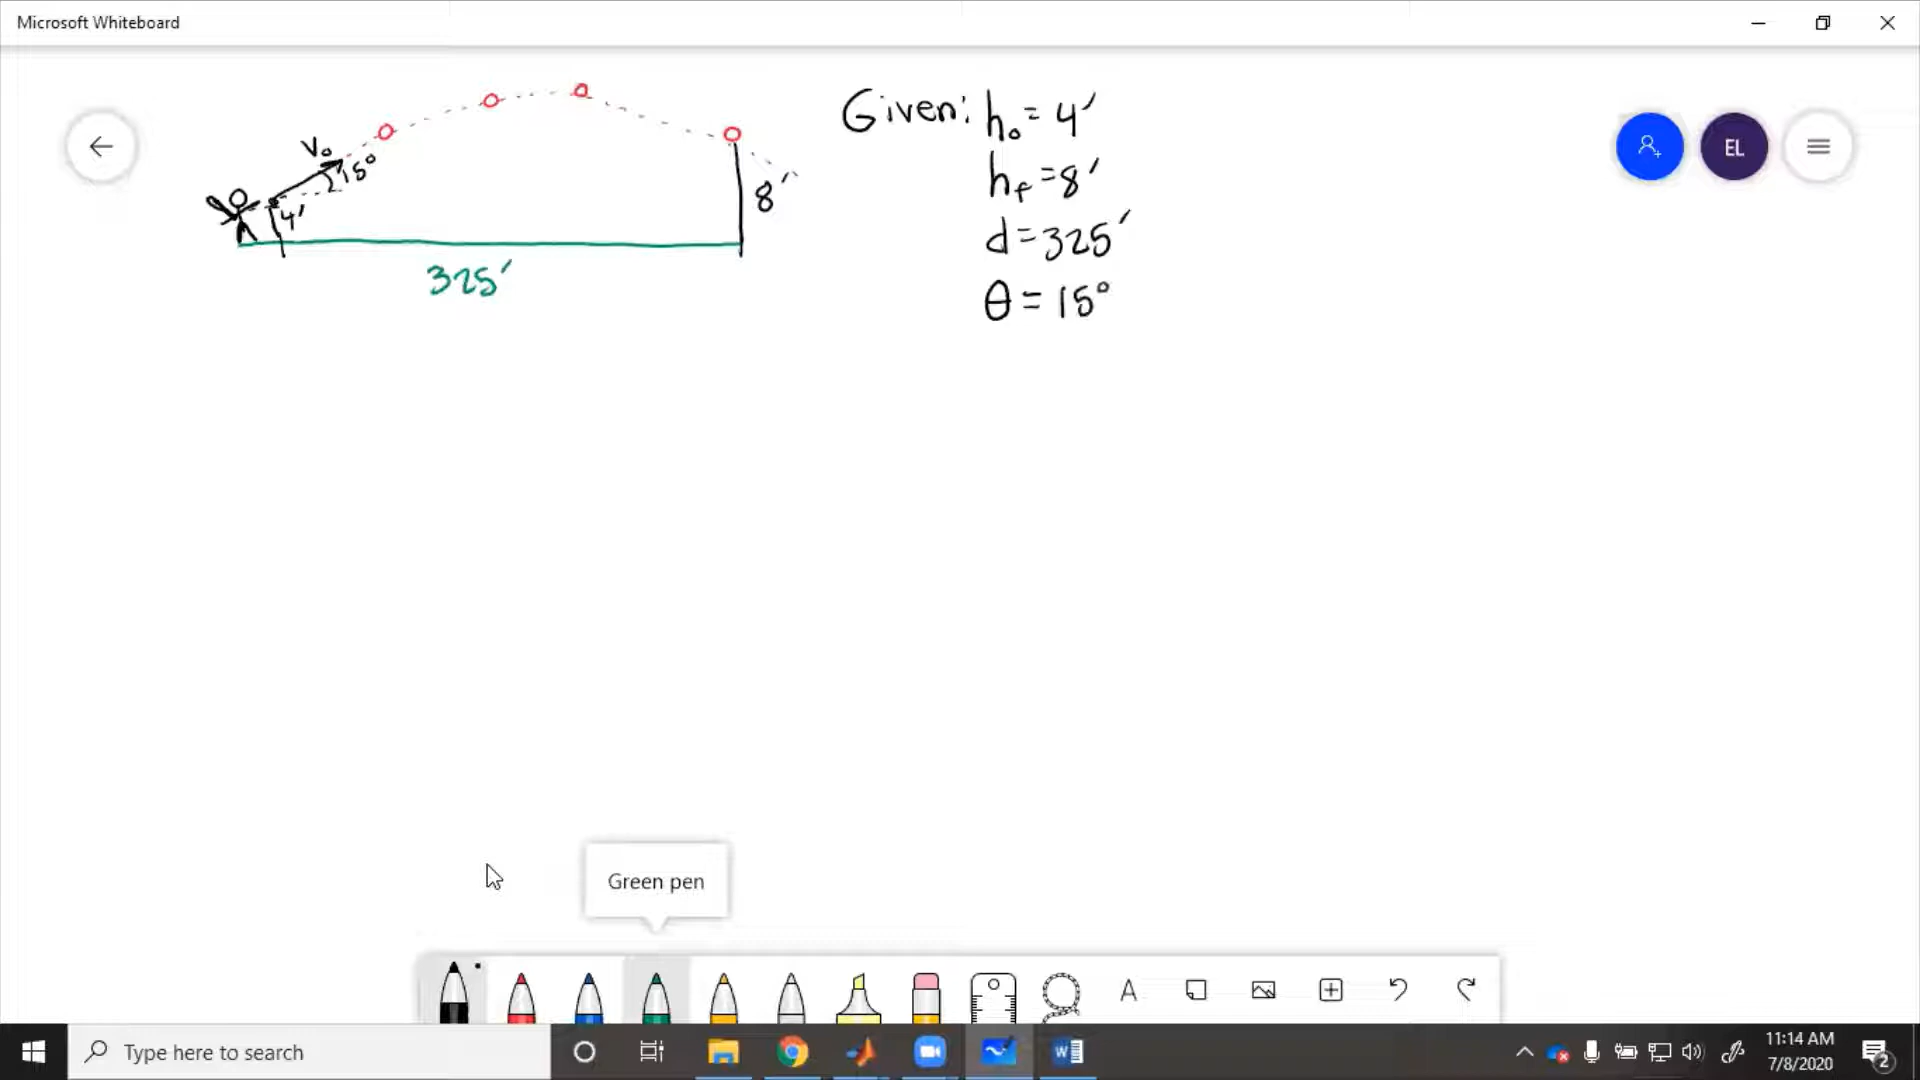 Microsoft Whiteboard
V₀
15°
4'
8'
325'
Given: h₀ = 4'
h_f = 8'
d = 325'
θ = 15°
EL
Green pen
A
Type here to search
11:14 AM
7/8/2020
2